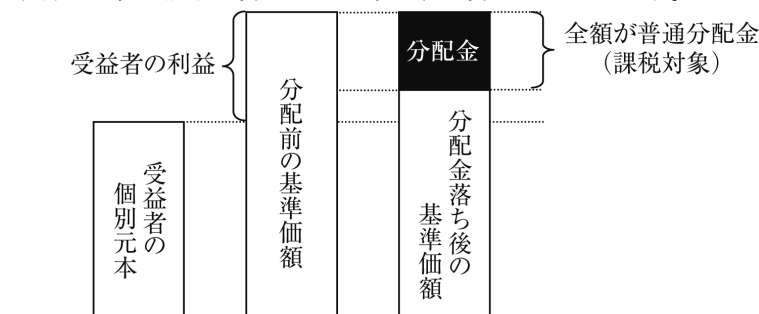 受益者の利益
分配金
全額が普通分配金
（課税対象）
受益者の
個別元本
分配前の基準価額
分配金落ち後の
基準価額